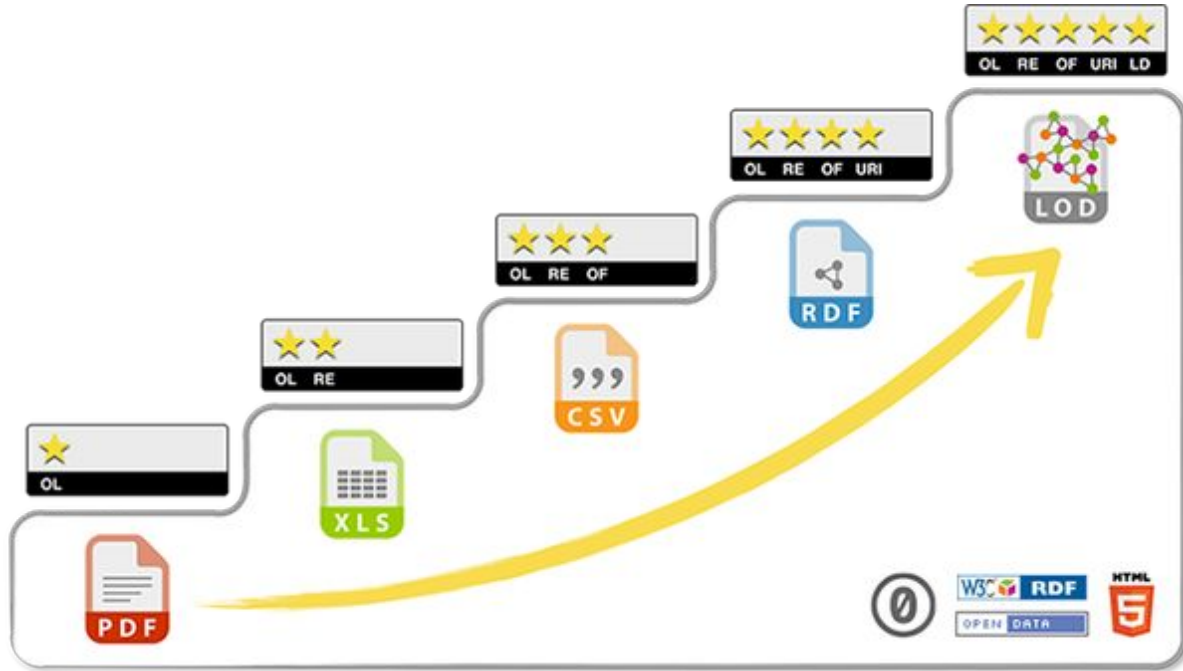 OL RE OF URI LD
LOD
OL RE OF URI
RDF
OL RE OF
CSV
OL RE
XLS
OL
PDF
0
W3C RDF
OPEN DATA
HTML
5